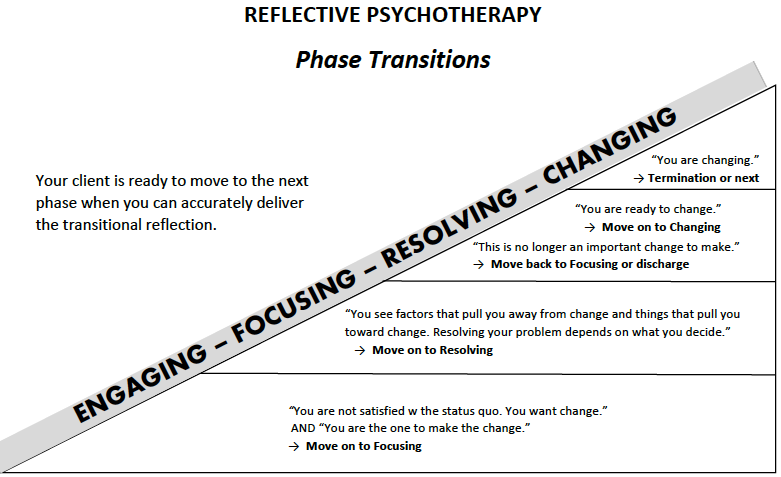 REFLECTIVE PSYCHOTHERAPY
Phase Transitions
Your client is ready to move to the next
phase when you can accurately deliver
the transitional reflection.
ENGAGING – FOCUSING – RESOLVING – CHANGING
“You are changing.”
→ Termination or next
“You are ready to change.”
→ Move on to Changing
“This is no longer an important change to make.”
→ Move back to Focusing or discharge
“You see factors that pull you away from change and things that pull you
toward change. Resolving your problem depends on what you decide.”
→ Move on to Resolving
“You are not satisfied w the status quo. You want change.”
AND “You are the one to make the change.”
→ Move on to Focusing